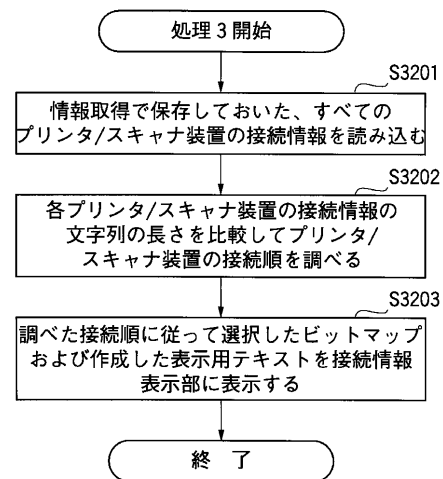 処理3開始
S3201
情報取得で保存しておいた、すべての
プリンタ/スキャナ装置の接続情報を読み込む
S3202
各プリンタ/スキャナ装置の接続情報の
文字列の長さを比較してプリンタ/
スキャナ装置の接続順を調べる
S3203
調べた接続順に従って選択したビットマップ
および作成した表示用テキストを接続情報
表示部に表示する
終 了